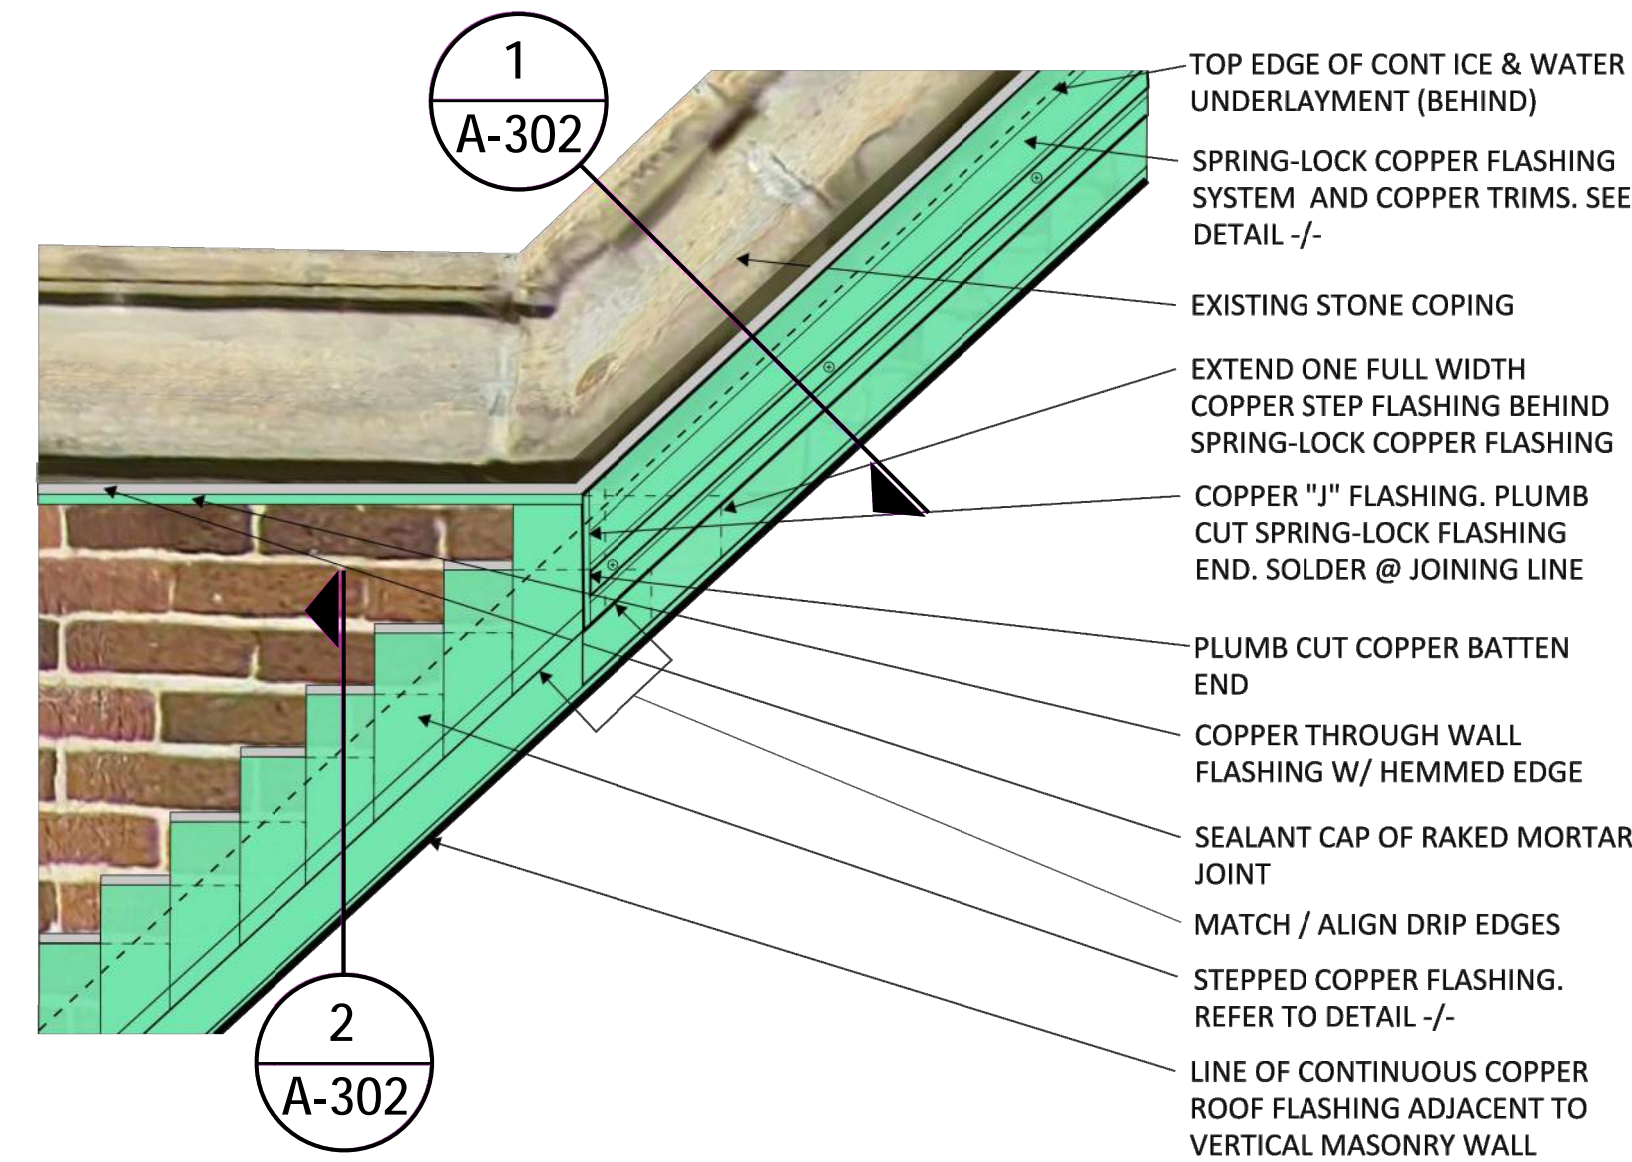 1
A-302
TOP EDGE OF CONT ICE & WATER
UNDERLAYMENT (BEHIND)
SPRING-LOCK COPPER FLASHING
SYSTEM AND COPPER TRIMS. SEE
DETAIL -/-
EXISTING STONE COPING
EXTEND ONE FULL WIDTH
COPPER STEP FLASHING BEHIND
SPRING-LOCK COPPER FLASHING
COPPER "J" FLASHING. PLUMB
CUT SPRING-LOCK FLASHING
END. SOLDER @ JOINING LINE
PLUMB CUT COPPER BATTEN
END
COPPER THROUGH WALL
FLASHING W/ HEMMED EDGE
SEALANT CAP OF RAKED MORTAR
JOINT
MATCH / ALIGN DRIP EDGES
STEPPED COPPER FLASHING.
REFER TO DETAIL -/-
LINE OF CONTINUOUS COPPER
ROOF FLASHING ADJACENT TO
VERTICAL MASONRY WALL
2
A-302